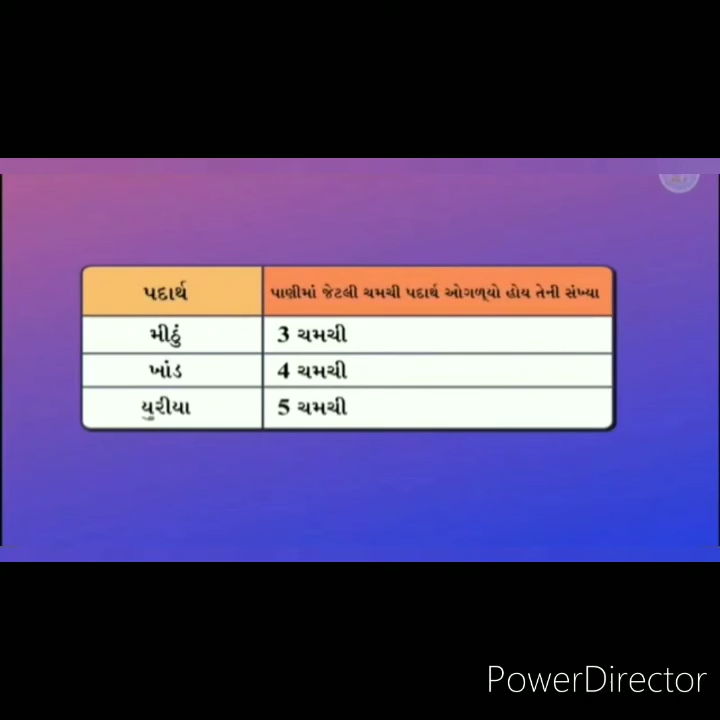 પદાર્થ પાણીમાં જેટલી ચમચી પદાર્થ ઓગળ્યો હોય તેની સંખ્યા
મીઠું 3 ચમચી
ખાંડ 4 ચમચી
યુરીયા 5 ચમચી
PowerDirector